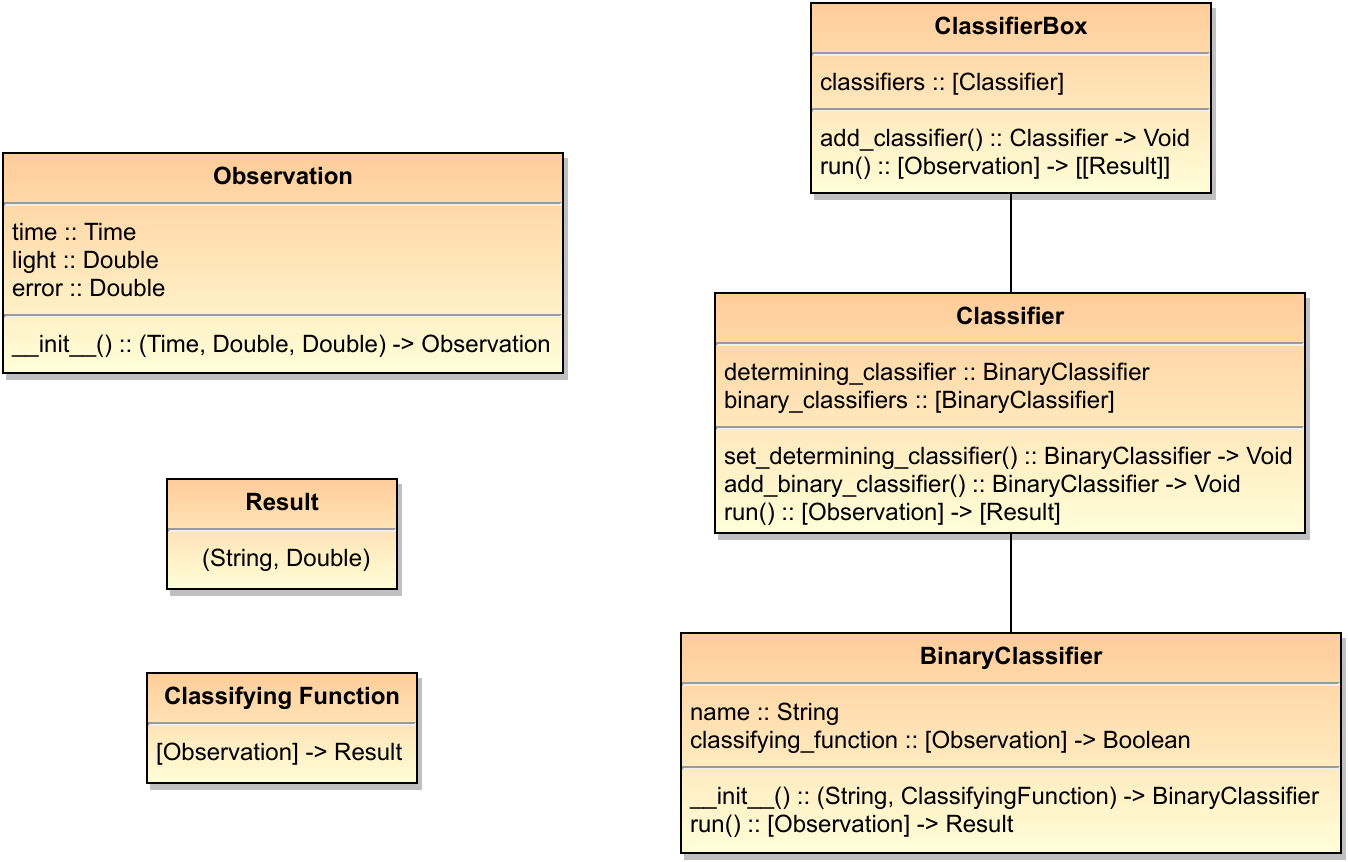 ClassifierBox
classifiers :: [Classifier]
add_classifier() :: Classifier -> Void
run() :: [Observation] -> [[Result]]
Observation
time :: Time
light :: Double
error :: Double
__init__() :: (Time, Double, Double) -> Observation
Classifier
determining_classifier :: BinaryClassifier
binary_classifiers :: [BinaryClassifier]
set_determining_classifier() :: BinaryClassifier -> Void
add_binary_classifier() :: BinaryClassifier -> Void
run() :: [Observation] -> [Result]
Result
(String, Double)
Classifying Function
[Observation] -> Result
BinaryClassifier
name :: String
classifying_function :: [Observation] -> Boolean
__init__() :: (String, ClassifyingFunction) -> BinaryClassifier
run() :: [Observation] -> Result